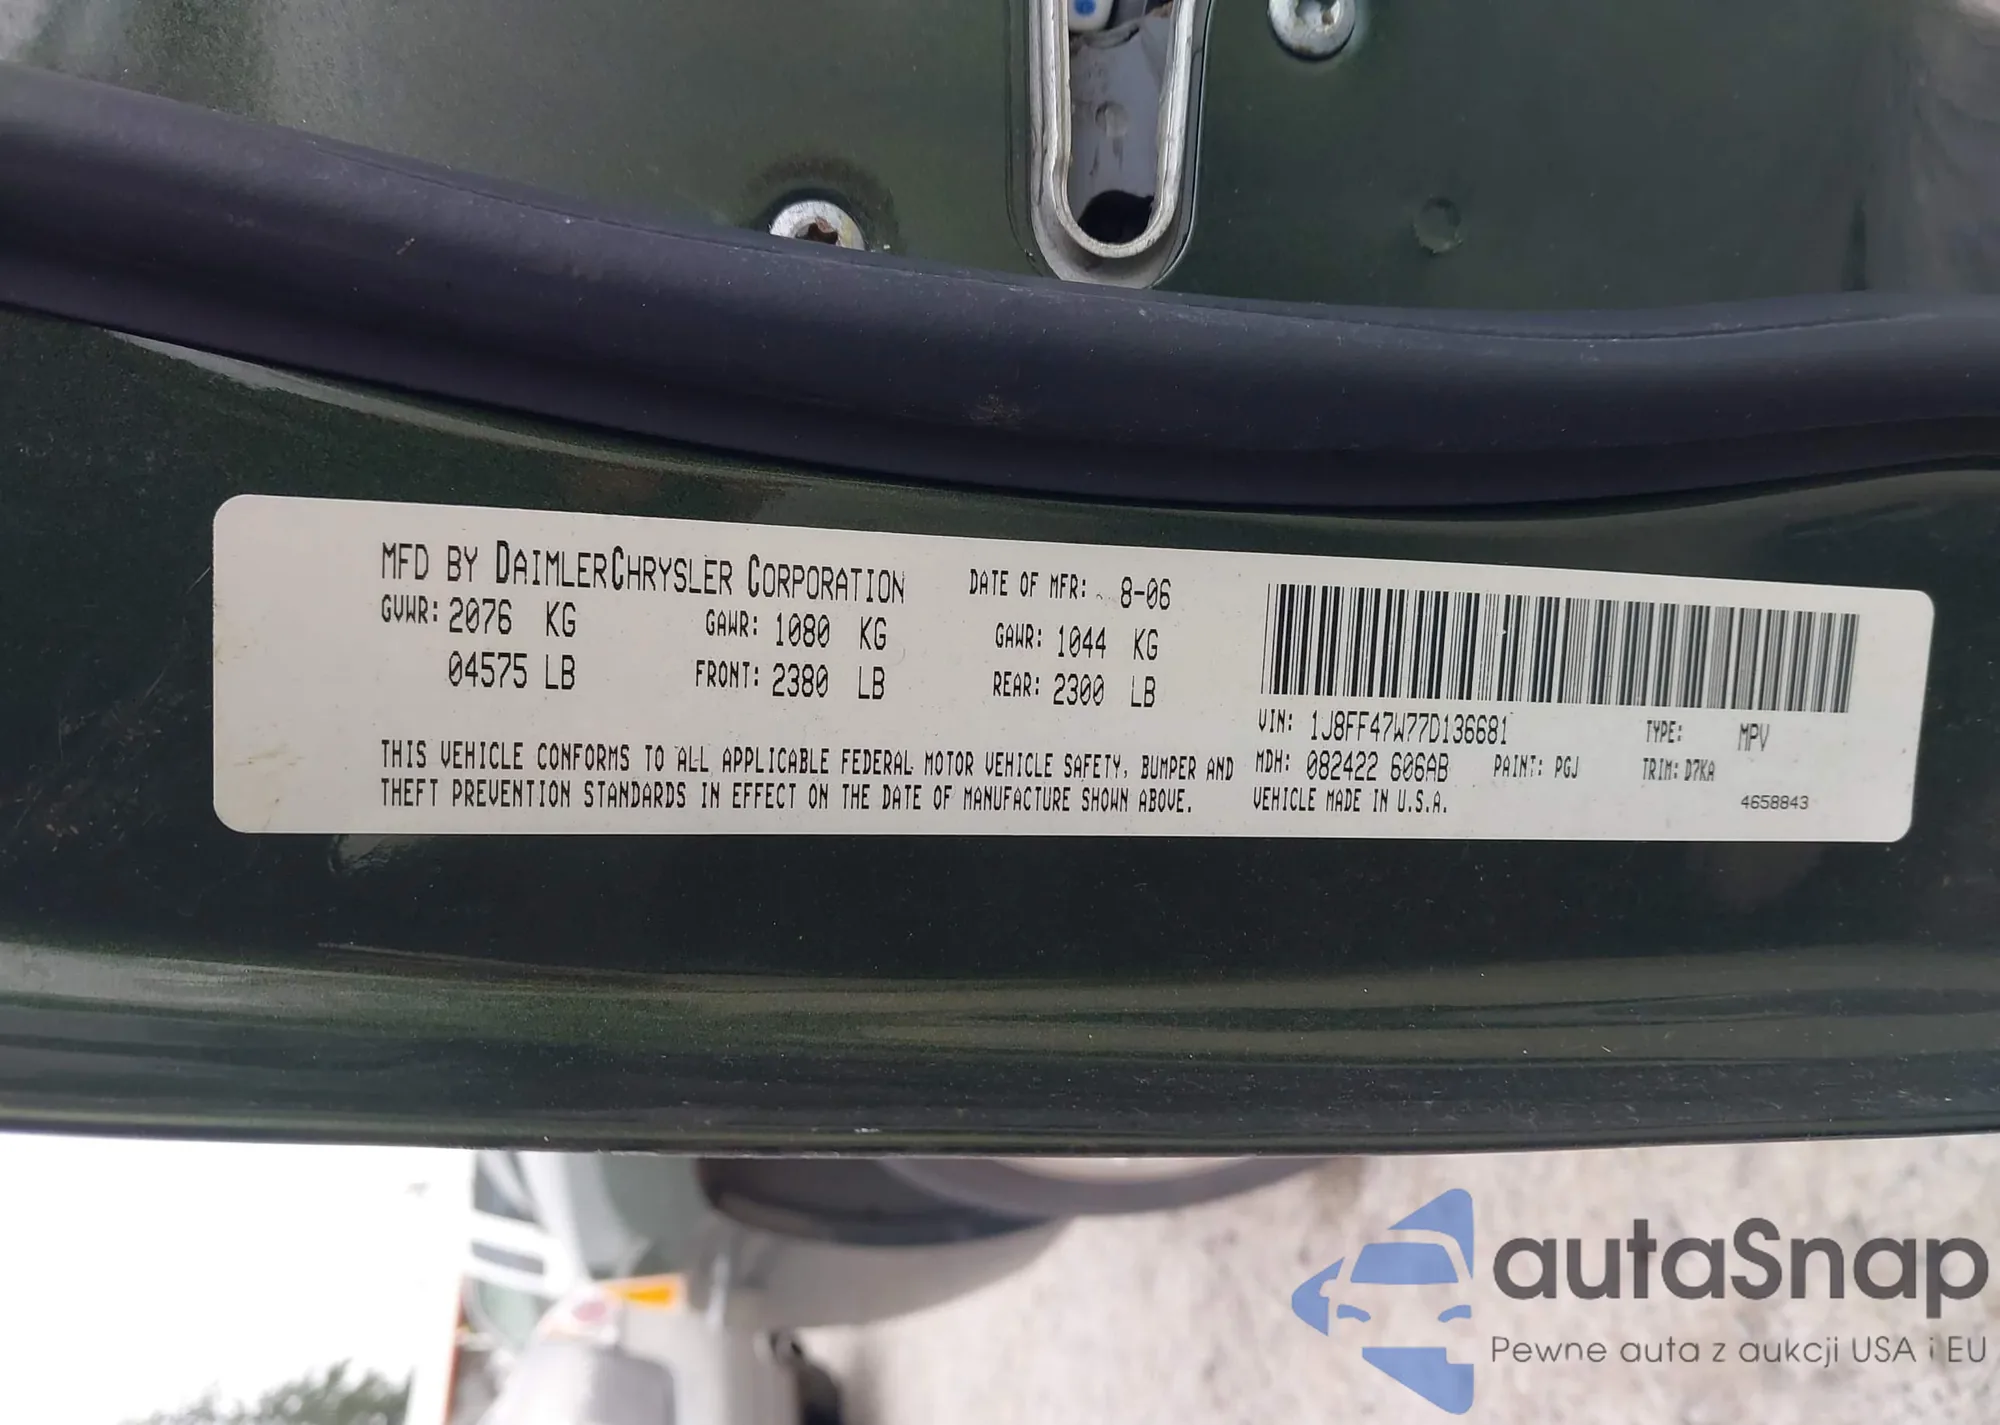 MFD BY DAIMLERCHRYSLER CORPORATION DATE OF MFR: 8-06
GVWR: 2076 KG GAWR: 1080 KG GAWR: 1044 KG
04575 LB FRONT: 2380 LB REAR: 2300 LB
VIN: 1J8FF47W77D136681 TYPE: MPV
THIS VEHICLE CONFORMS TO ALL APPLICABLE FEDERAL MOTOR VEHICLE SAFETY, BUMPER AND MDH: 082422 606AB PAINT: PGJ TRIM: D7KA
THEFT PREVENTION STANDARDS IN EFFECT ON THE DATE OF MANUFACTURE SHOWN ABOVE. VEHICLE MADE IN U.S.A. 4658843
autaSnap
Pewne auta z aukcji USA i EU